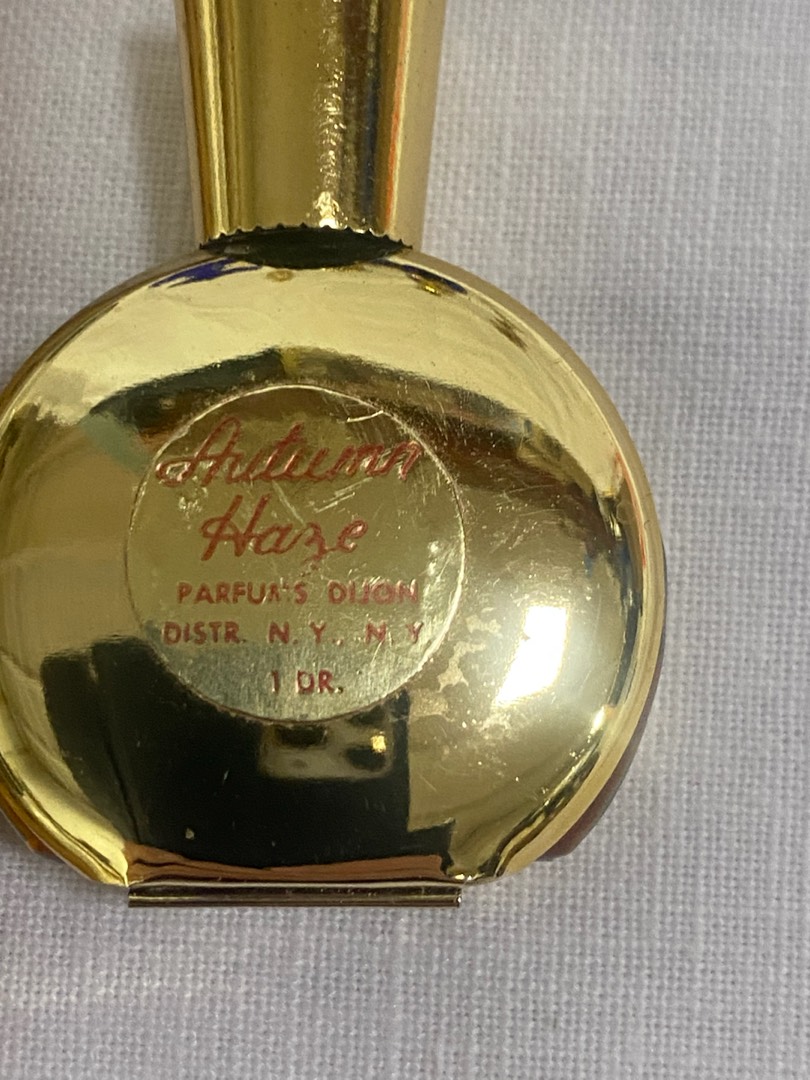 Autumn
Haze
PARFUMS DIJON
DISTR. N. Y., N. Y
1 DR.